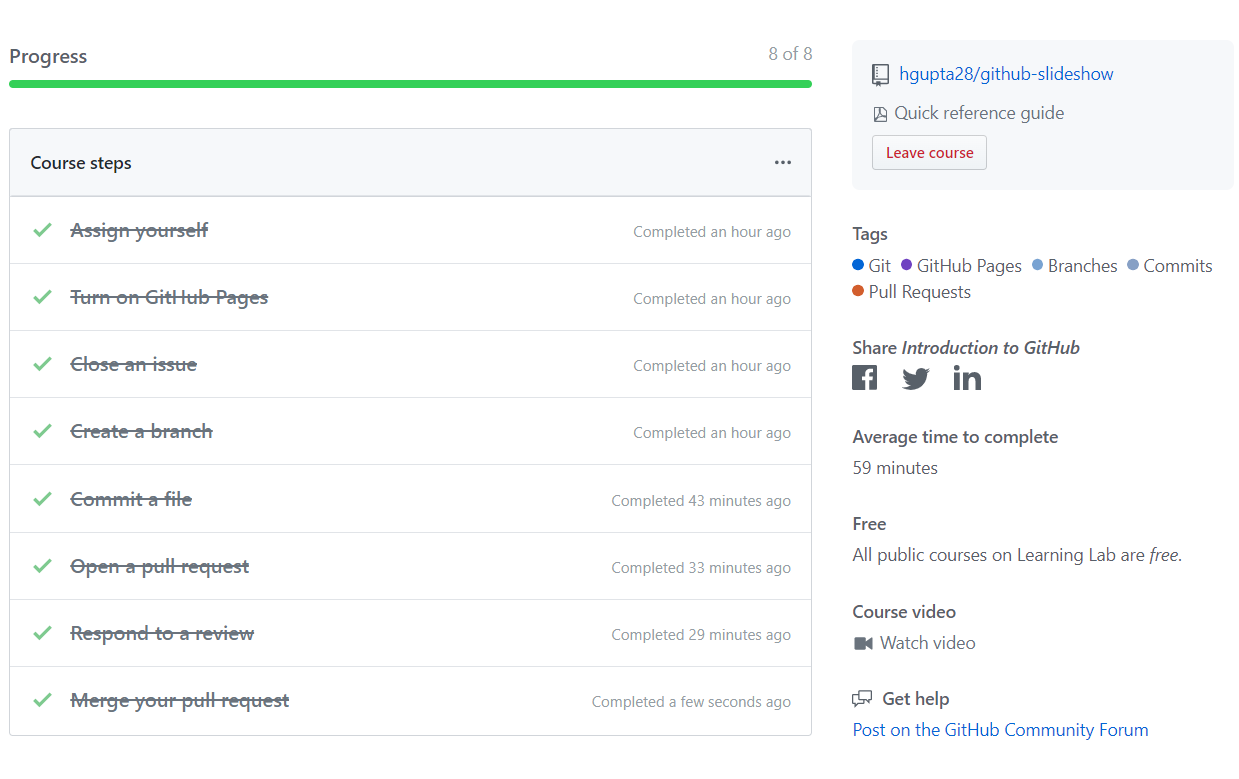 Progress
8 of 8
Course steps
Assign yourself
Completed an hour ago
Turn on GitHub Pages
Completed an hour ago
Close an issue
Completed an hour ago
Create a branch
Completed an hour ago
Commit a file
Completed 43 minutes ago
Open a pull request
Completed 33 minutes ago
Respond to a review
Completed 29 minutes ago
Merge your pull request
Completed a few seconds ago
hgupta28/github-slideshow
Quick reference guide
Leave course
Tags
Git GitHub Pages Branches Commits
Pull Requests
Share Introduction to GitHub
Average time to complete
59 minutes
Free
All public courses on Learning Lab are free.
Course video
Watch video
Get help
Post on the GitHub Community Forum